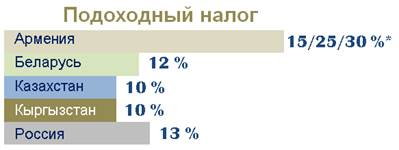 Подоходный налог
Армения 15/25/30 %*
Беларусь 12 %
Казахстан 10 %
Кыргызстан 10 %
Россия 13 %